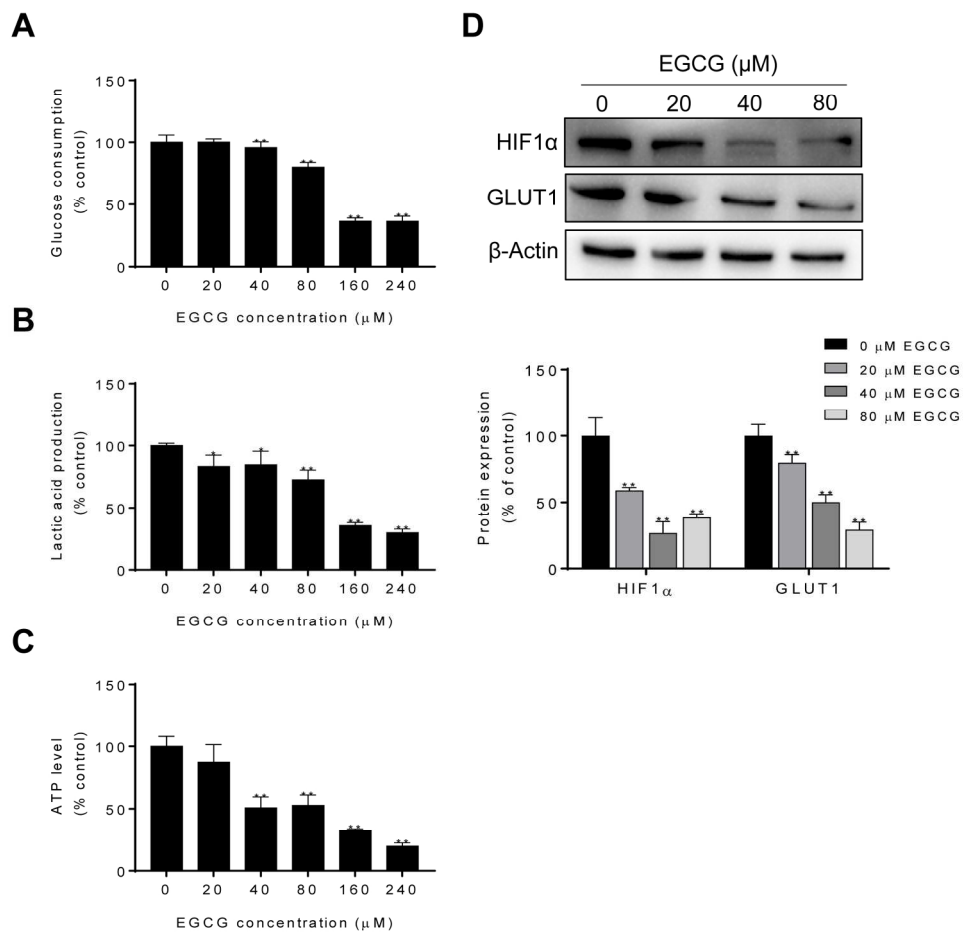 A
Glucose consumption
(% control)
150
100
50
0
** ** ** **
0 20 40 80 160 240
EGCG concentration (μM)
B
Lactic acid production
(% control)
150
100
50
0
* * ** ** **
0 20 40 80 160 240
EGCG concentration (μM)
C
ATP level
(% control)
150
100
50
0
** ** ** **
0 20 40 80 160 240
EGCG concentration (μM)
D
EGCG (μM)
0 20 40 80
HIF1α
GLUT1
β-Actin
0 μM EGCG
20 μM EGCG
40 μM EGCG
80 μM EGCG
Protein expression
(% of control)
150
100
50
0
** ** ** ** ** **
HIF1α GLUT1